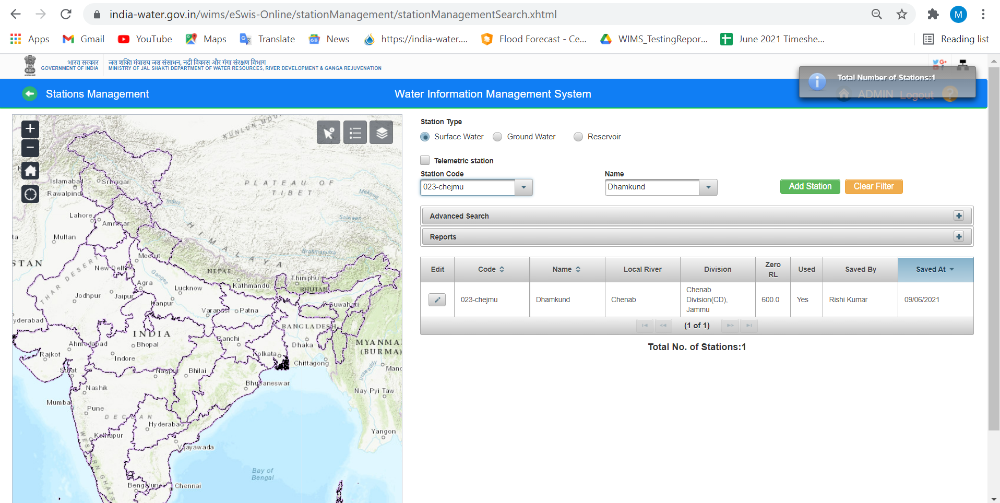 india-water.gov.in/wims/eSwis-Online/stationManagement/stationManagementSearch.xhtml
M
Apps Gmail YouTube Maps Translate News https://india-water.... Flood Forecast - Ce... WIMS_TestingRepor... June 2021 Timeshe... Reading list
भारत सरकार
GOVERNMENT OF INDIA
जल शक्ति मंत्रालय जल संसाधन, नदी विकास और गंगा संरक्षण विभाग
MINISTRY OF JAL SHAKTI DEPARTMENT OF WATER RESOURCES, RIVER DEVELOPMENT & GANGA REJUVENATION
Total Number of Stations:1
Stations Management
Water Information Management System
ADMIN Logout ?
KUNLUN MOU
Islamabad
Srinagar
Rawalpind
PLATEAU OF
TIBET
Mekong
Indus
Lahore
Amritsar
Salween
HIMALAYA
ta
Multan
Brahmaputra
STAN
Meerut
THAR DESERT
New Delhi
Ganges
NEPAL
Thimphu
Agra
Kathmandu
BHUTAN
Lucknow
Jodhpur
Jaipur
Kanpur
Guwahati
Varanasi
Patna
yderabad
BANGLADESH
INDIA
Ranchi
Ahmedabad
Bhopal
Dhaka
MYANMA
(BURMA)
Rajkot
Indore
Kolkata
Chittagong
Surat
Nagpur
Bhilai
Irrawaddy
Mand
Nashik
Bhubaneswar
Nay Pyi Taw
Mumbai
Pune
DECCAN
Hyderabad
Yangon
Kolhapur
WESTERN GHATS
Vijayawada
Bay of
Bengal
Bengaluru
Chennai
Station Type
Surface Water Ground Water Reservoir
Telemetric station
Station Code Name
023-chejmu Dhamkund Add Station Clear Filter
Advanced Search
Reports
Edit Code Name Local River Division Zero RL Used Saved By Saved At
023-chejmu Dhamkund Chenab Chenab Division(CD), Jammu 600.0 Yes Rishi Kumar 09/06/2021
(1 of 1)
Total No. of Stations:1